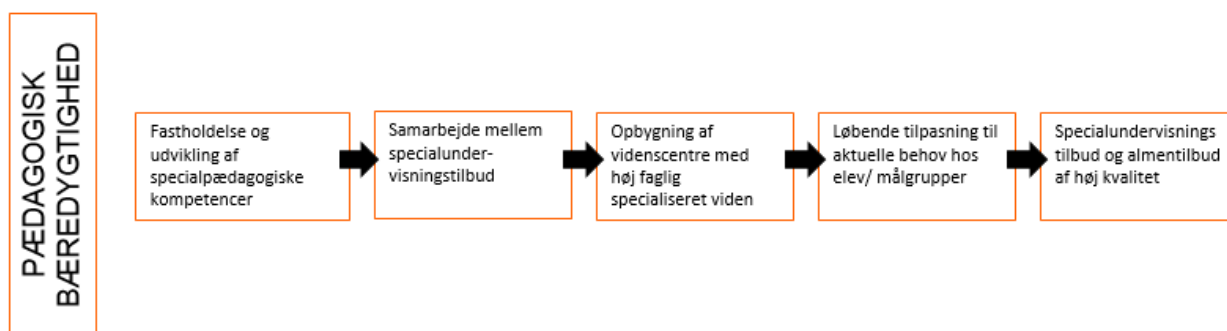 PÆDAGOGISK
BÆREDYGTIGHED
Fastholdelse og
udvikling af
specialpædagogiske
kompetencer
Samarbejde mellem
specialunder-
visningstilbud
Opbygning af
videnscentre med
høj faglig
specialiseret viden
Løbende tilpasning til
aktuelle behov hos
elev/ målgrupper
Specialundervisnings
tilbud og almentilbud
af høj kvalitet